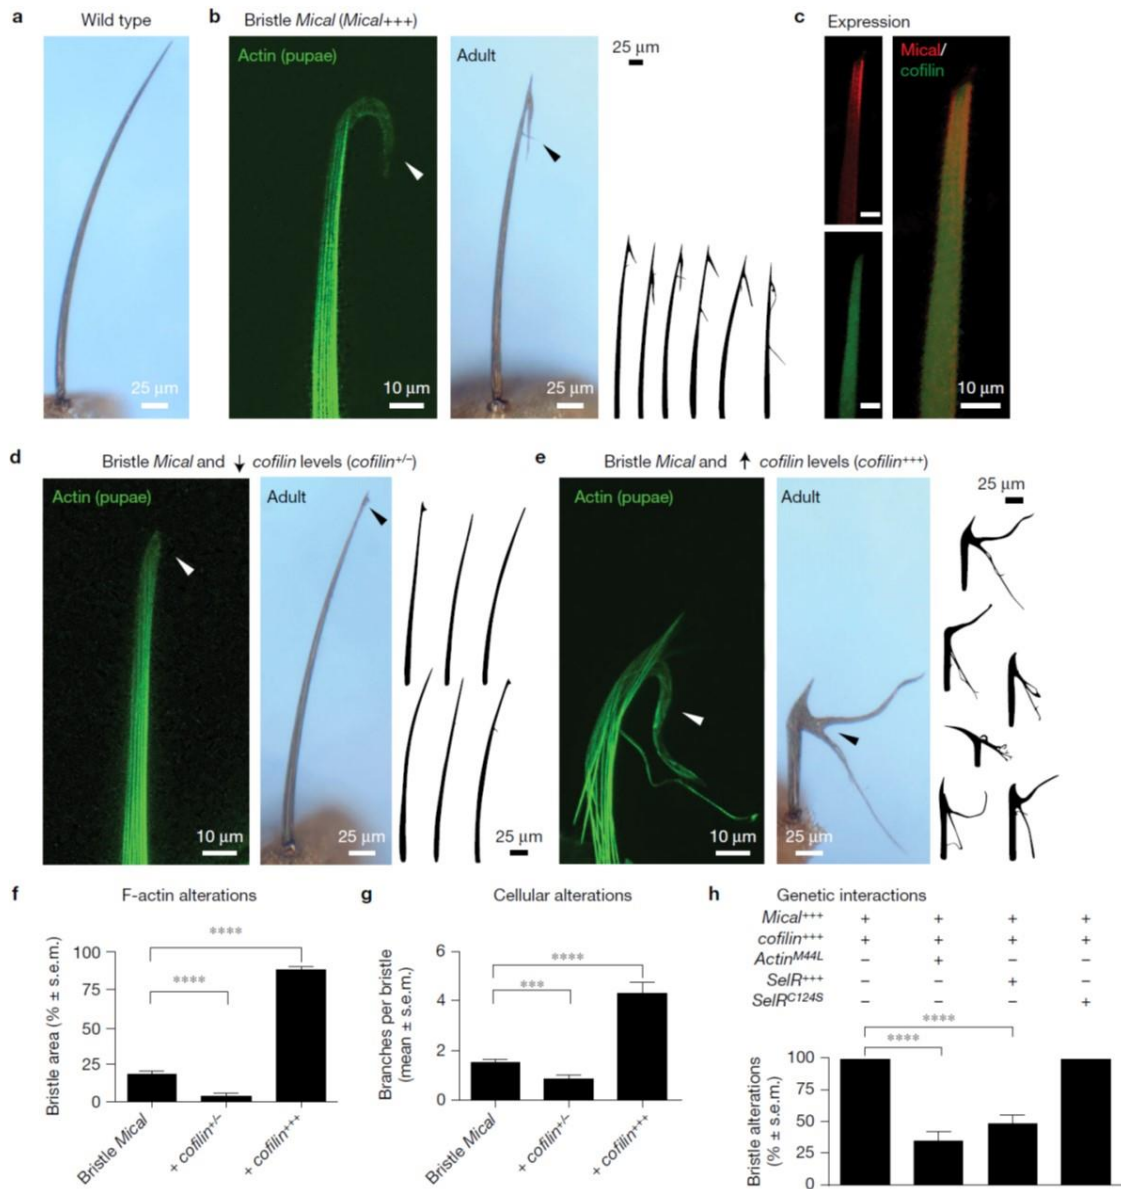 a Wild type
b Bristle Mical (Mical+++)
Actin (pupae)
Adult
25 μm
25 μm
10 μm
25 μm
c Expression
Mical/
cofilin
10 μm
d Bristle Mical and ↓ cofilin levels (cofilin+/–)
Actin (pupae)
Adult
10 μm
25 μm
25 μm
e Bristle Mical and ↑ cofilin levels (cofilin+++)
Actin (pupae)
Adult
25 μm
10 μm
25 μm
f F-actin alterations
Bristle area (% ± s.e.m.)
100
75
50
25
0
****
****
Bristle Mical
+ cofilin+/–
+ cofilin+++
g Cellular alterations
Branches per bristle
(mean ± s.e.m.)
6
4
2
0
****
***
Bristle Mical
+ cofilin+/–
+ cofilin+++
h Genetic interactions
Mical+++ + + + +
cofilin+++ + + + +
ActinM44L – + – –
SelR+++ – – + –
SelRC124S – – – +
Bristle alterations
(% ± s.e.m.)
100
75
50
25
0
****
****